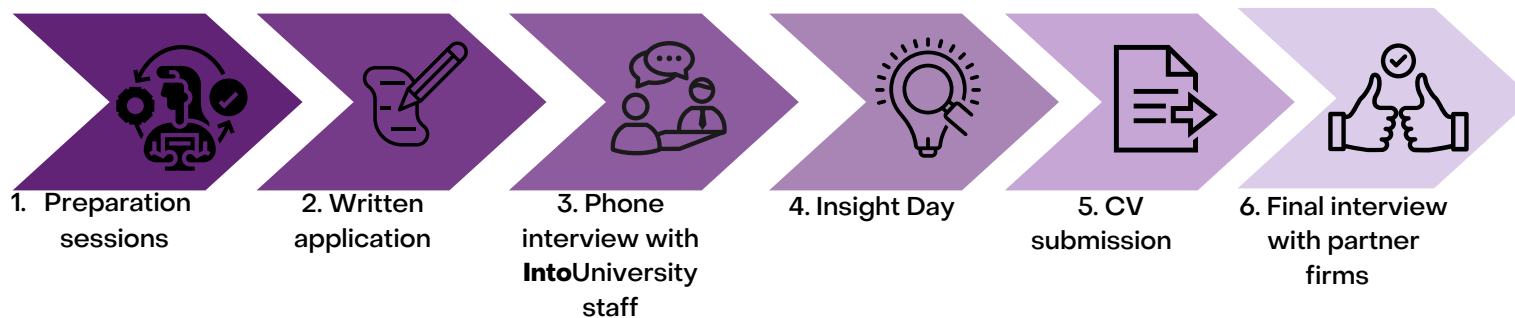 1. Preparation
sessions
2. Written
application
3. Phone
interview with
IntoUniversity
staff
4. Insight Day
5. CV
submission
6. Final interview
with partner
firms